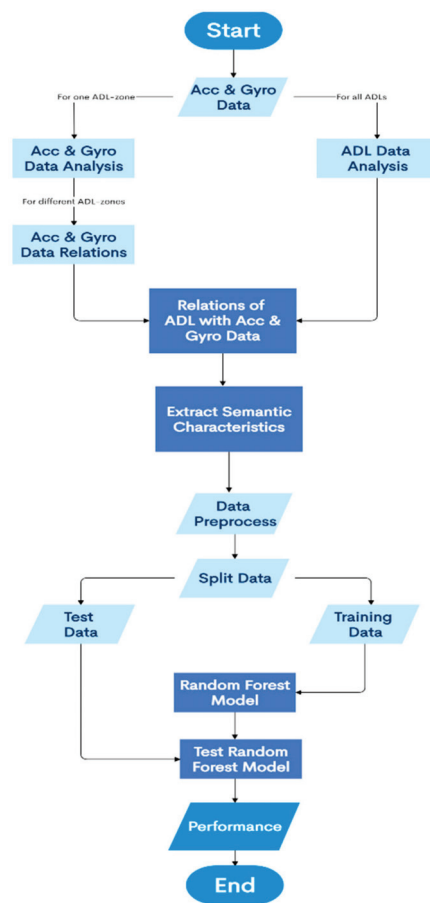 Start
Acc & Gyro
Data
For one ADL-zone
For all ADLs
Acc & Gyro
Data Analysis
ADL Data
Analysis
For different ADL-zones
Acc & Gyro
Data Relations
Relations of
ADL with Acc &
Gyro Data
Extract Semantic
Characteristics
Data
Preprocess
Split Data
Test
Data
Training
Data
Random Forest
Model
Test Random
Forest Model
Performance
End